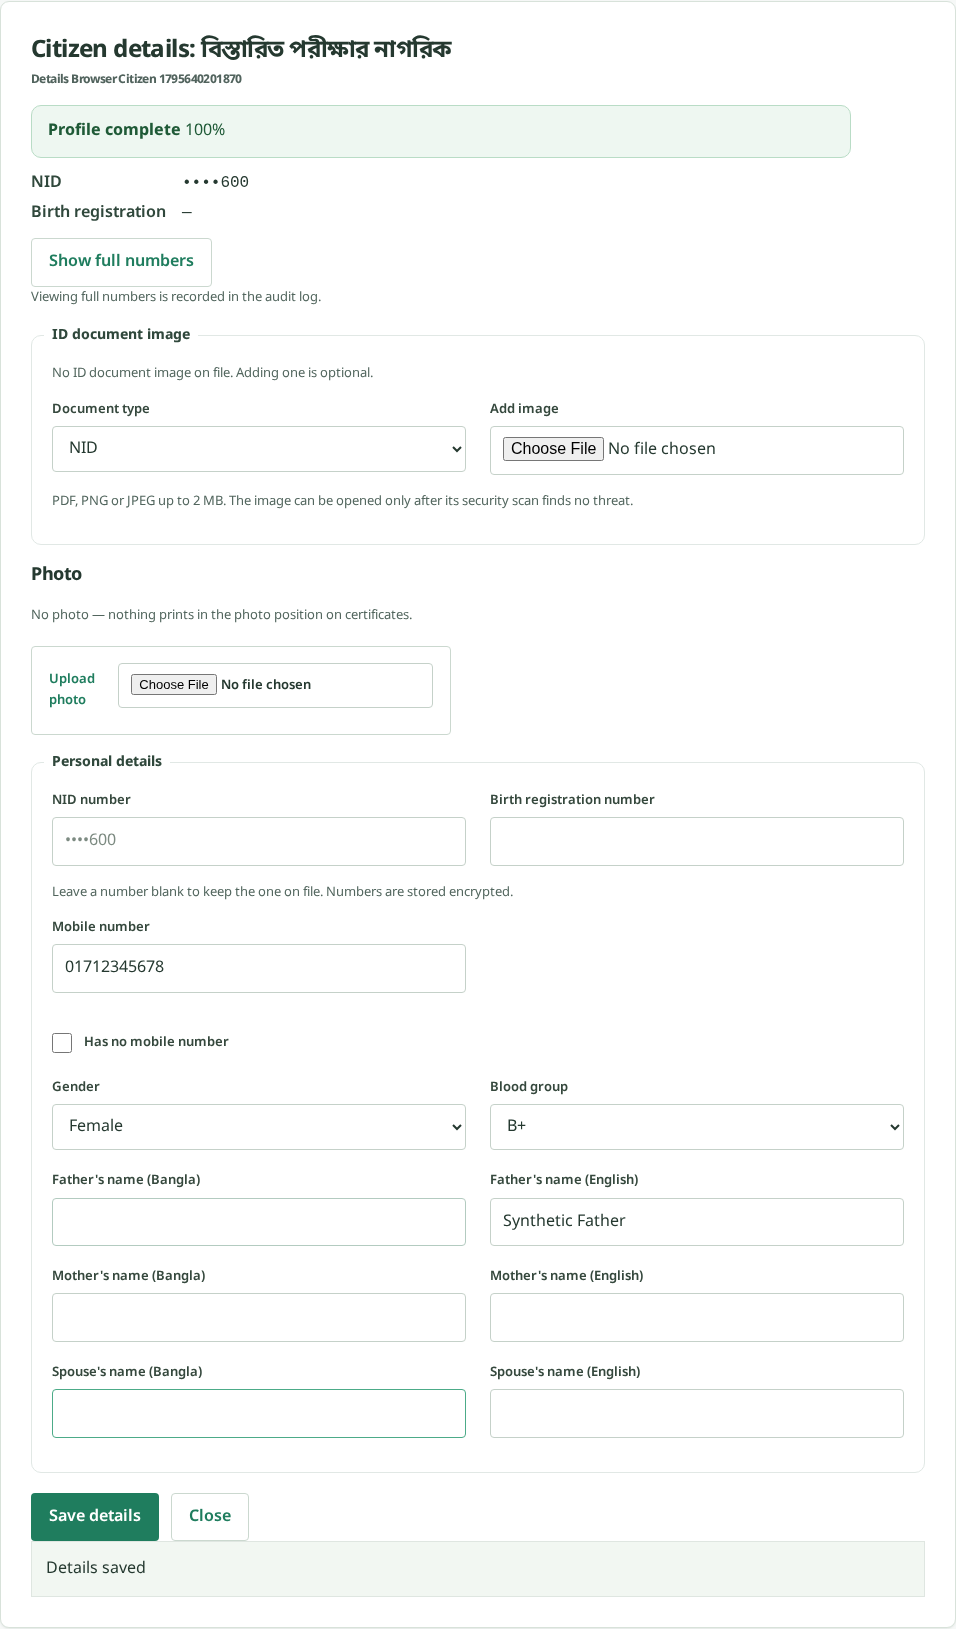 Citizen details: বিস্তারিত পরীক্ষার নাগরিক
Details Browser Citizen 1795640201870
Profile complete 100%
NID ••••600
Birth registration –
Show full numbers
Viewing full numbers is recorded in the audit log.
ID document image
No ID document image on file. Adding one is optional.
Document type Add image
NID Choose File No file chosen
PDF, PNG or JPEG up to 2 MB. The image can be opened only after its security scan finds no threat.
Photo
No photo — nothing prints in the photo position on certificates.
Upload photo Choose File No file chosen
Personal details
NID number Birth registration number
••••600
Leave a number blank to keep the one on file. Numbers are stored encrypted.
Mobile number
01712345678
Has no mobile number
Gender Blood group
Female B+
Father's name (Bangla) Father's name (English)
Synthetic Father
Mother's name (Bangla) Mother's name (English)
Spouse's name (Bangla) Spouse's name (English)
Save details Close
Details saved